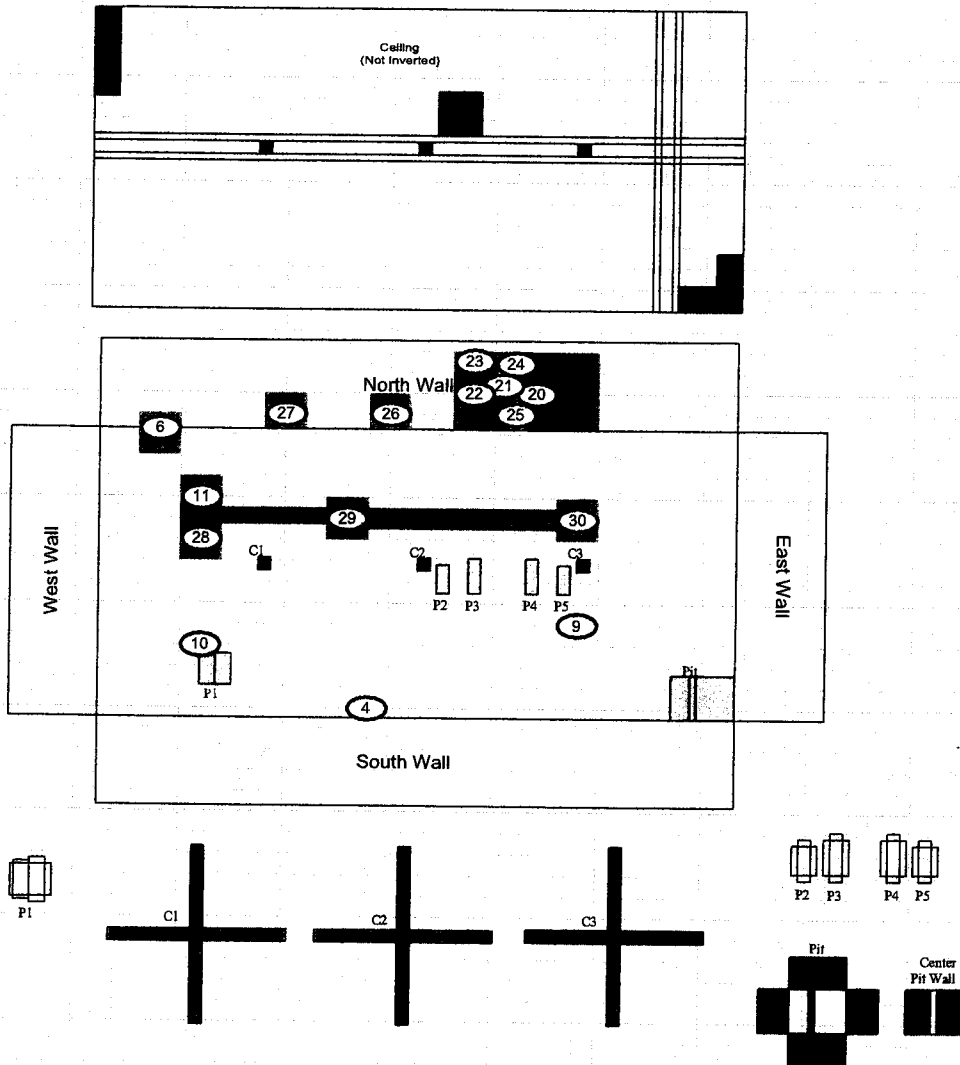 Ceiling
(Not Inverted)
23
24
North Wall
21
22
20
27
26
25
6
11
29
30
28
C1
C2
C3
West Wall
East Wall
P2
P3
P4
P5
9
10
P1
Pit
4
South Wall
P1
C1
C2
C3
P2
P3
P4
P5
Pit
Center
Pit Wall